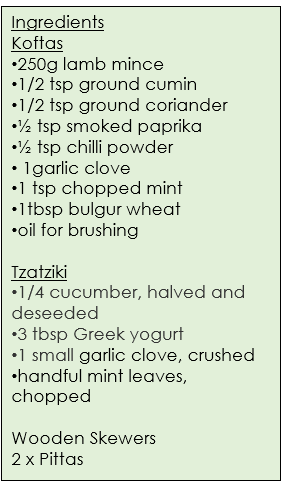 Ingredients
Koftas
•250g lamb mince
•1/2 tsp ground cumin
•1/2 tsp ground coriander
•½ tsp smoked paprika
•½ tsp chilli powder
• 1garlic clove
•1 tsp chopped mint
•1tbsp bulgur wheat
•oil for brushing
Tzatziki
•1/4 cucumber, halved and
deseeded
•3 tbsp Greek yogurt
•1 small garlic clove, crushed
•handful mint leaves,
chopped
Wooden Skewers
2 x Pittas